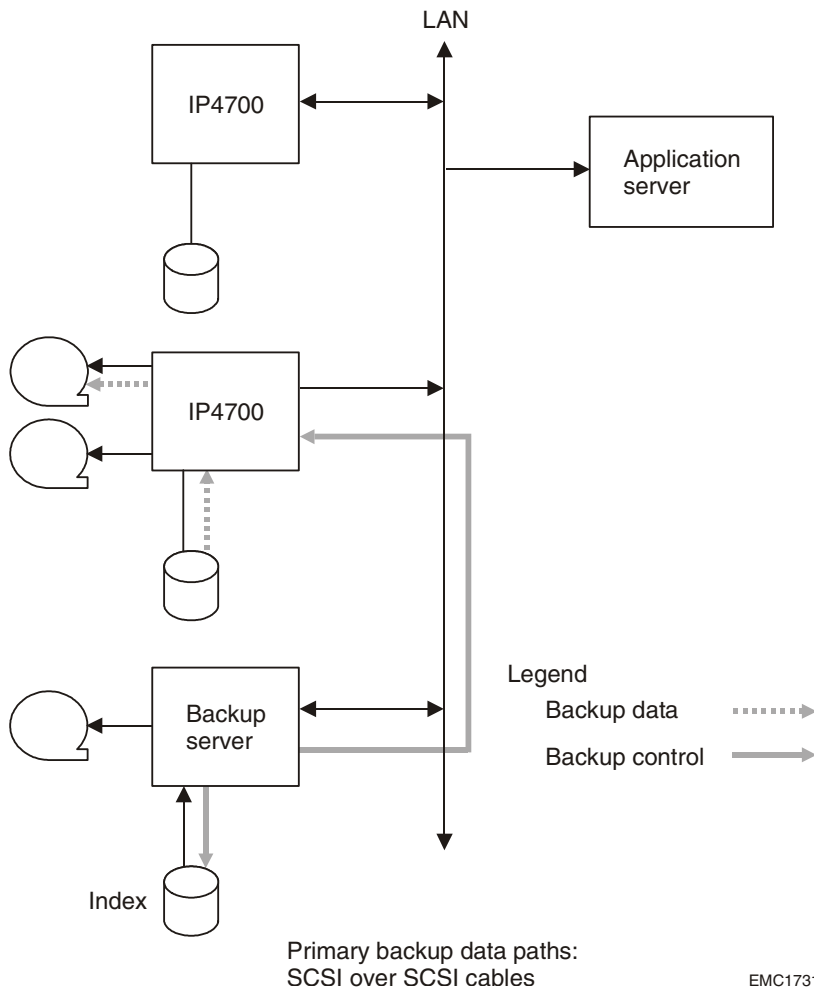 LAN
IP4700
Application
server
IP4700
Backup
server
Legend
Backup data
Backup control
Index
Primary backup data paths:
SCSI over SCSI cables
EMC1731